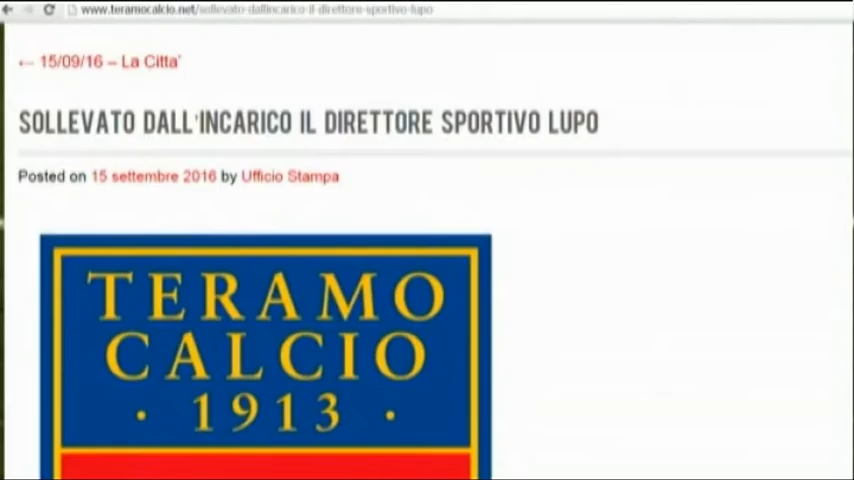 www.teramocalcio.net/sollevato-dallincarico-il-direttore-sportivo-lupo
← 15/09/16 – La Citta'
SOLLEVATO DALL'INCARICO IL DIRETTORE SPORTIVO LUPO
Posted on 15 settembre 2016 by Ufficio Stampa
TERAMO
CALCIO
· 1913 ·